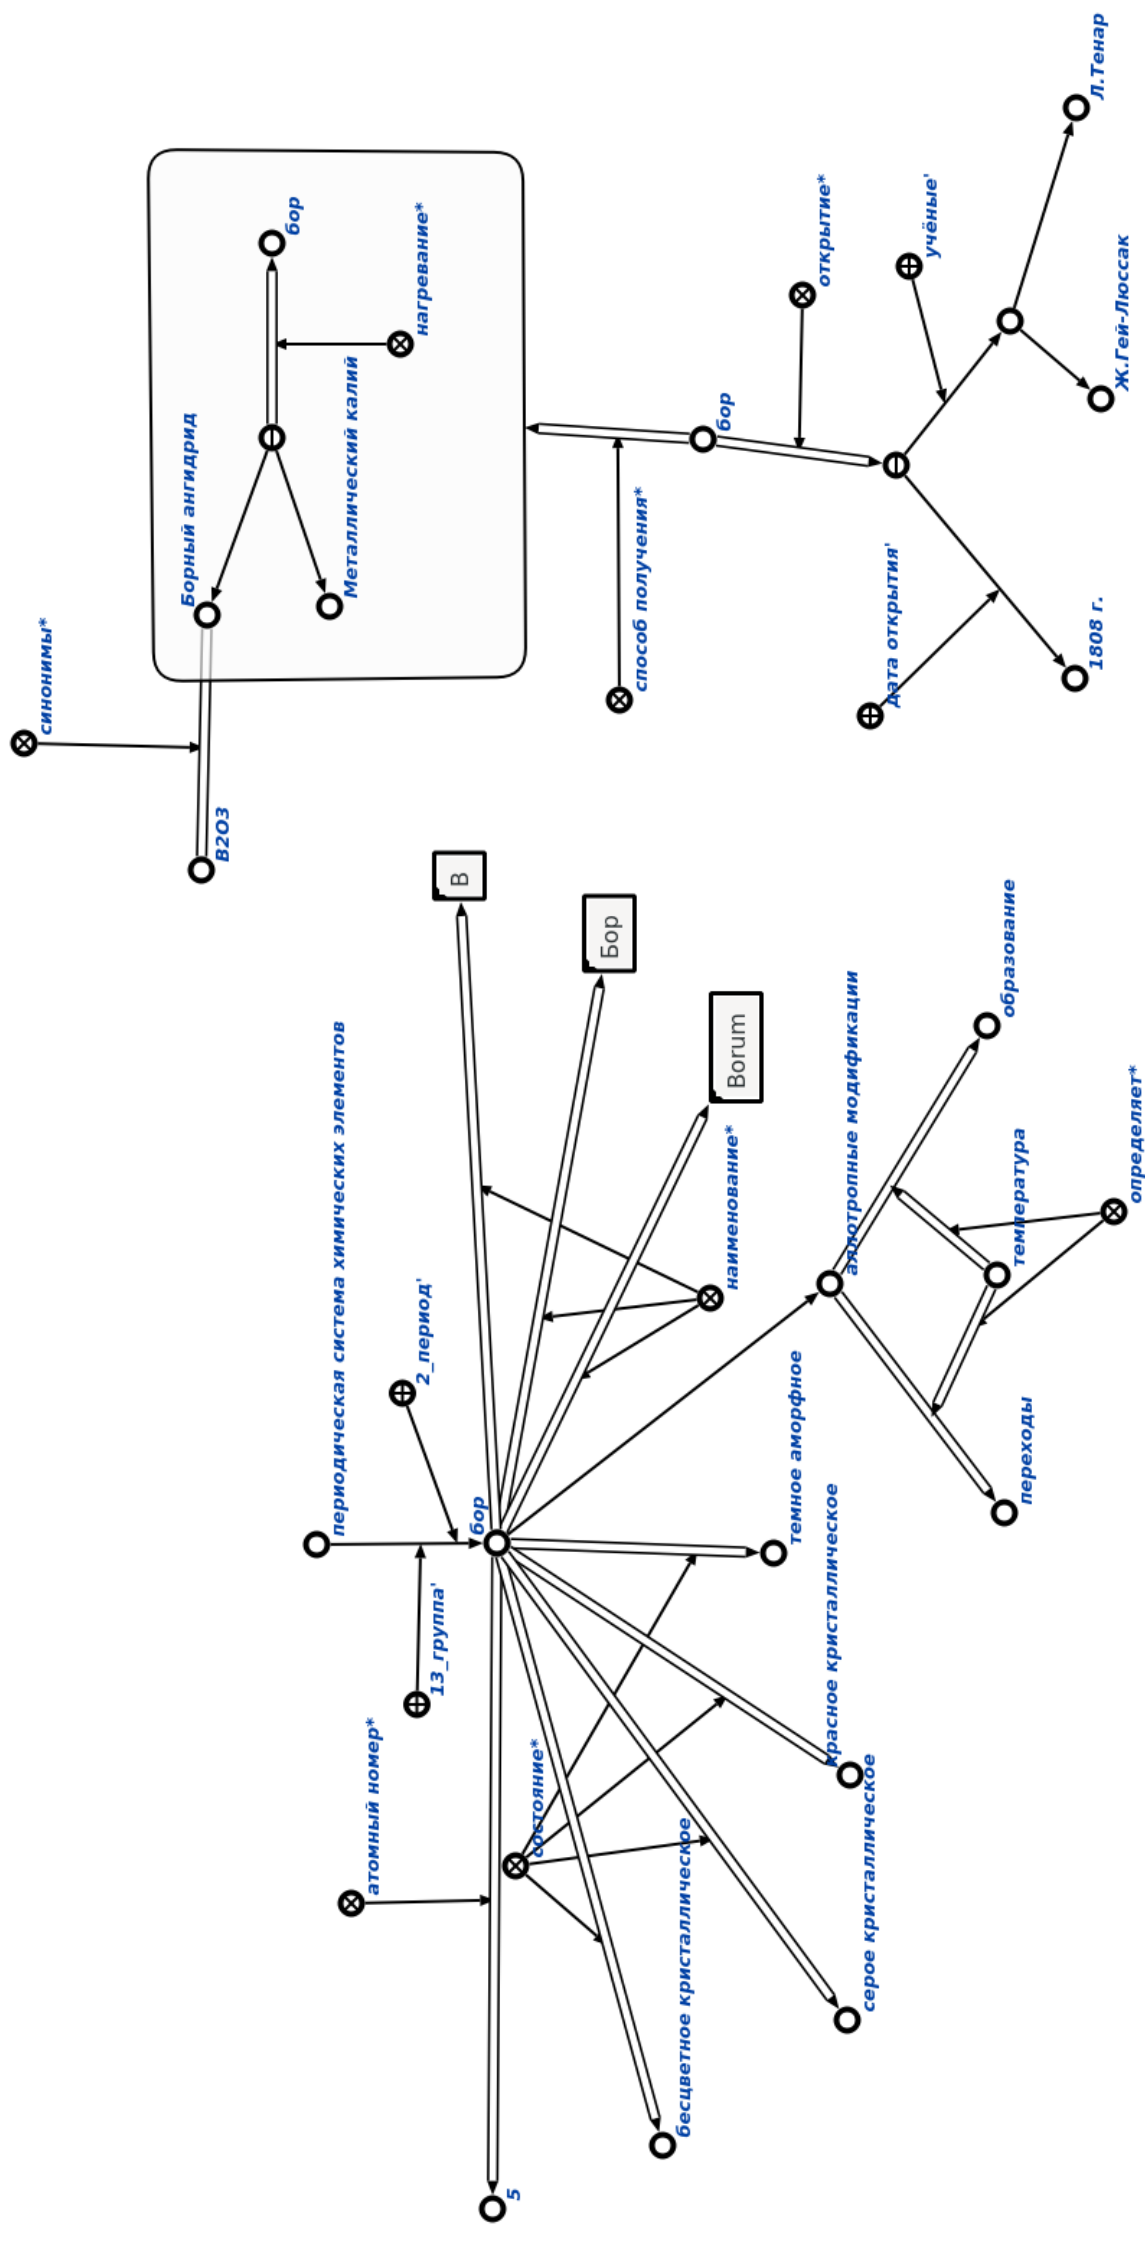 синонимы*
B2O3
Борный ангидрид
бор
нагревание*
Металлический калий
способ получения*
бор
открытие*
учёные'
дата открытия'
1808 г.
Ж.Гей-Люссак
Л.Тенар
периодическая система химических элементов
2_период'
13_группа'
атомный номер*
бор
B
Бор
Borum
наименование*
состояние*
5
бесцветное кристаллическое
серое кристаллическое
красное кристаллическое
темное аморфное
аллотропные модификации
образование
температура
определяет*
переходы